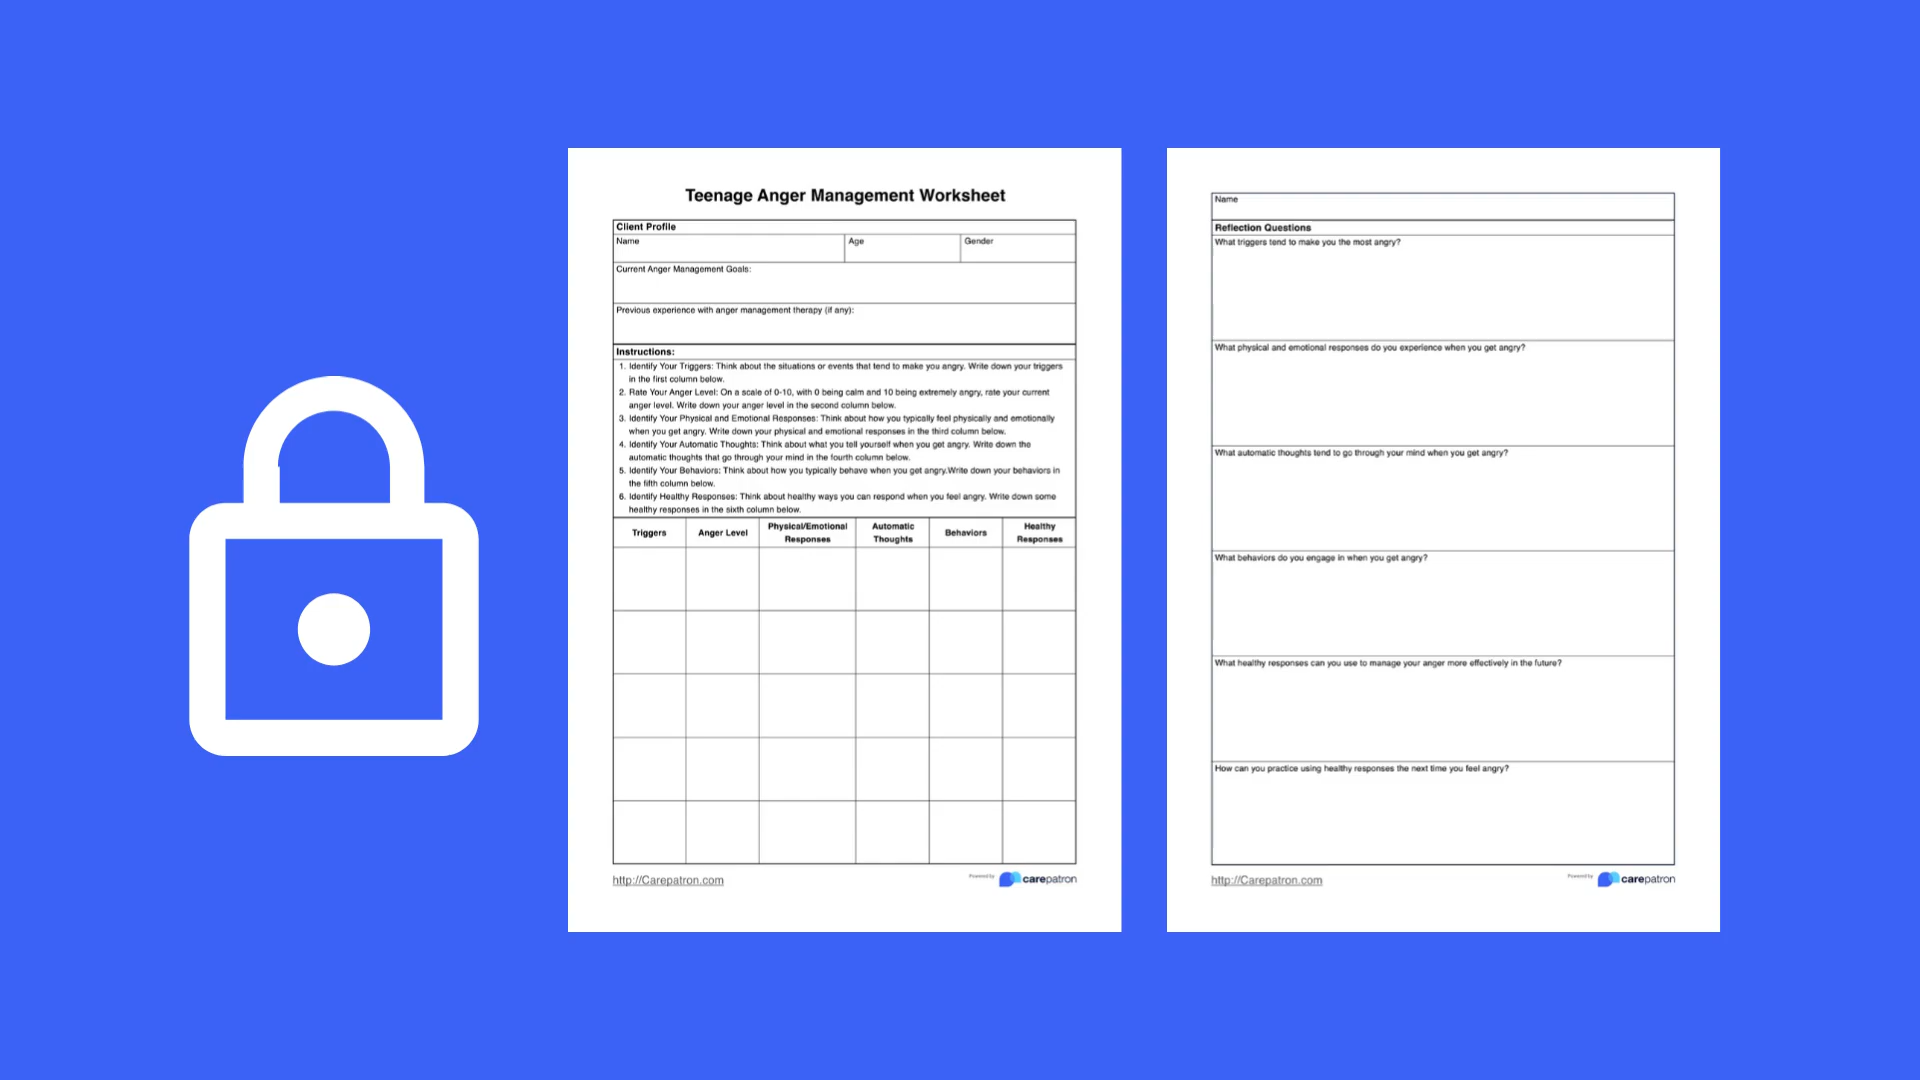 Teenage Anger Management Worksheet
Client Profile
Name
Age
Gender
Current Anger Management Goals:
Previous experience with anger management therapy (if any):
Instructions:
1. Identify Your Triggers: Think about the situations or events that tend to make you angry. Write down your triggers
in the first column below.
2. Rate Your Anger Level: On a scale of 0-10, with 0 being calm and 10 being extremely angry, rate your current
anger level. Write down your anger level in the second column below.
3. Identify Your Physical and Emotional Responses: Think about how you typically feel physically and emotionally
when you get angry. Write down your physical and emotional responses in the third column below.
4. Identify Your Automatic Thoughts: Think about what you tell yourself when you get angry. Write down the
automatic thoughts that go through your mind in the fourth column below.
5. Identify Your Behaviors: Think about how you typically behave when you get angry.Write down your behaviors in
the fifth column below.
6. Identify Healthy Responses: Think about healthy ways you can respond when you feel angry. Write down some
healthy responses in the sixth column below.
Triggers
Anger Level
Physical/Emotional
Responses
Automatic
Thoughts
Behaviors
Healthy
Responses
http://Carepatron.com
Powered by
carepatron
Name
Reflection Questions
What triggers tend to make you the most angry?
What physical and emotional responses do you experience when you get angry?
What automatic thoughts tend to go through your mind when you get angry?
What behaviors do you engage in when you get angry?
What healthy responses can you use to manage your anger more effectively in the future?
How can you practice using healthy responses the next time you feel angry?
http://Carepatron.com
Powered by
carepatron